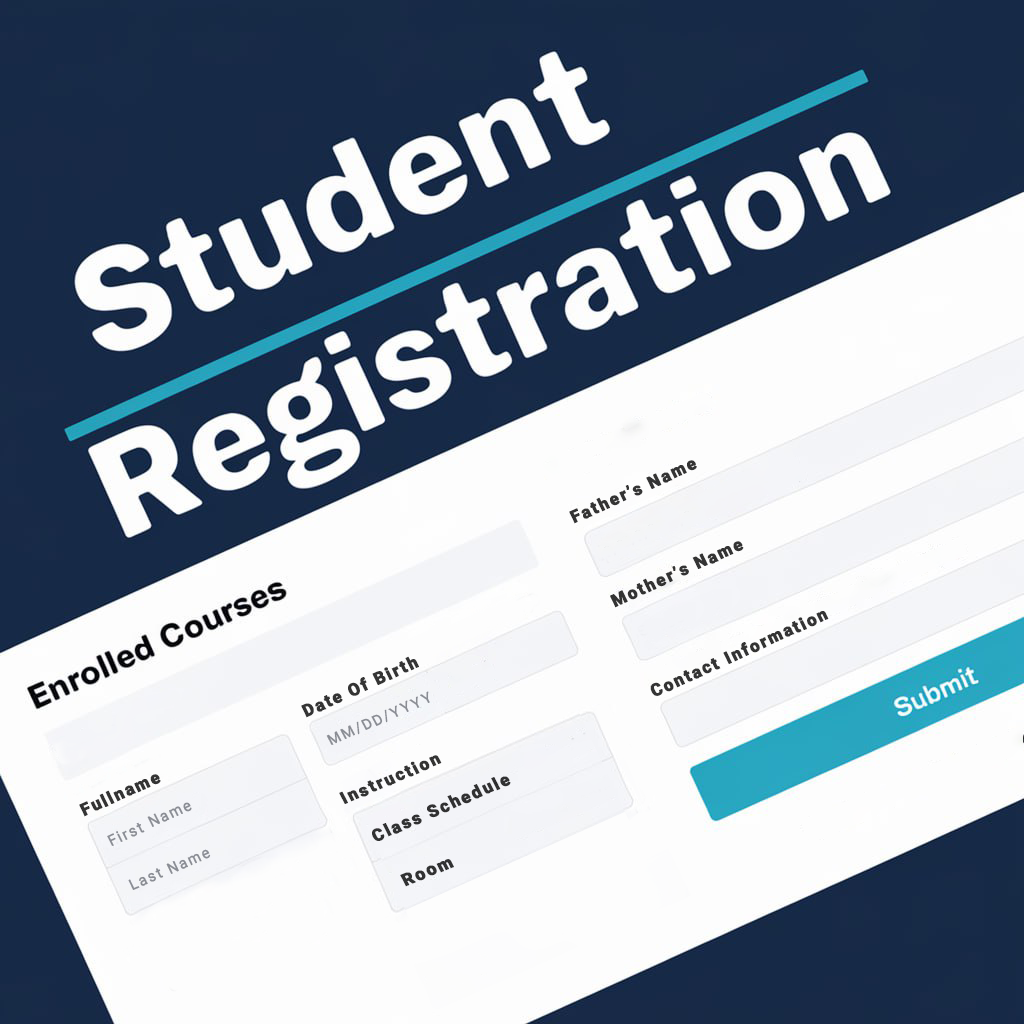 Student
Registration
Enrolled Courses
Fullname
First Name
Last Name
Date Of Birth
MM/DD/YYYY
Instruction
Class Schedule
Room
Father's Name
Mother's Name
Contact Information
Submit